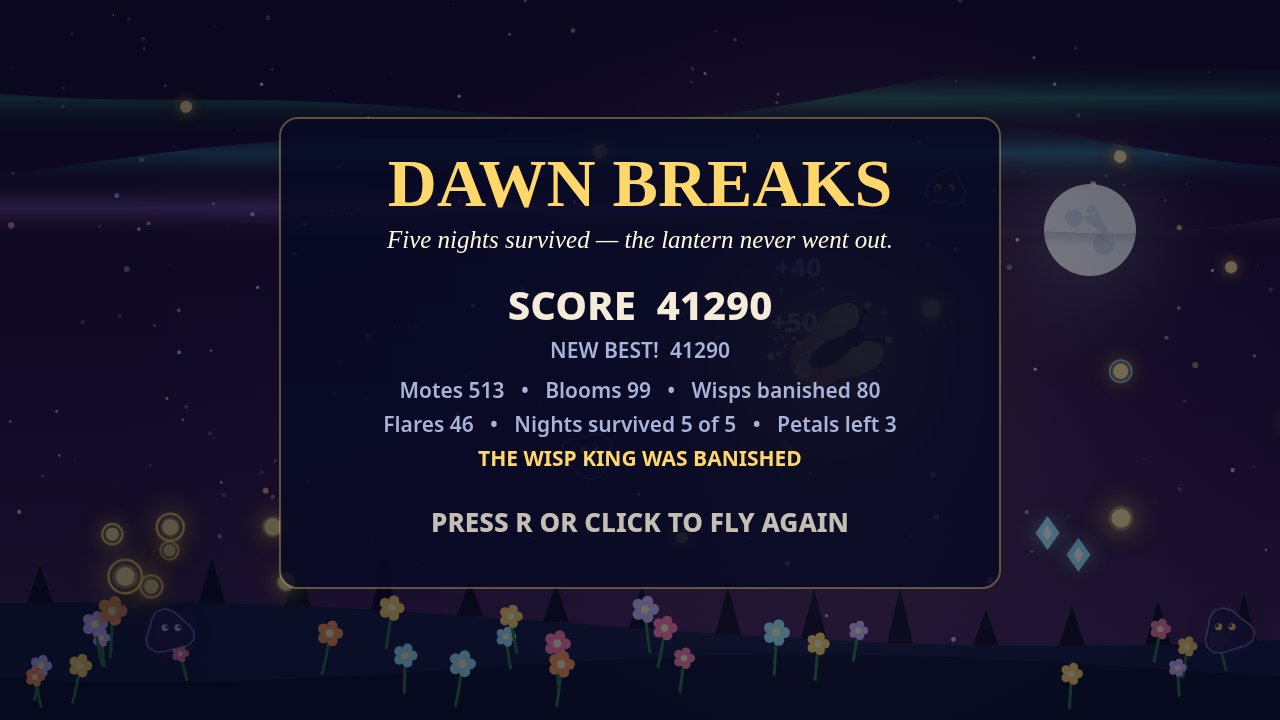 DAWN BREAKS
Five nights survived — the lantern never went out.
+40
SCORE  41290
+50
NEW BEST!  41290
Motes 513  •  Blooms 99  •  Wisps banished 80
Flares 46  •  Nights survived 5 of 5  •  Petals left 3
THE WISP KING WAS BANISHED
PRESS R OR CLICK TO FLY AGAIN